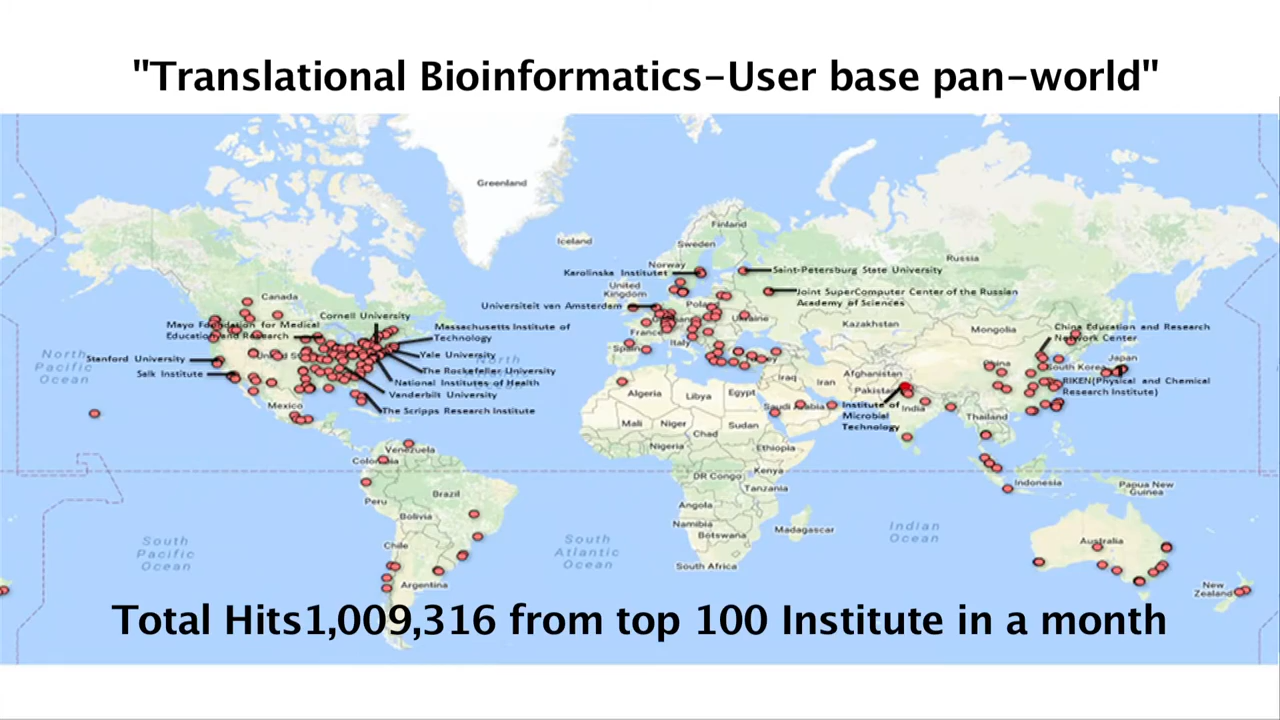 "Translational Bioinformatics-User base pan-world"
Greenland
Iceland
Finland
Sweden
Norway
Russia
Karolinska Institutet
Saint-Petersburg State University
United
Kingdom
Joint SuperComputer Center of the Russian
Academy of Sciences
Universiteit van Amsterdam
Poland
Ukraine
France
Spain
Italy
Kazakhstan
Mongolia
Canada
Cornell University
Mayo Foundation for Medical
Education and Research
Massachusetts Institute of
Technology
Stanford University
Salk Institute
Yale University
The Rockefeller University
National Institutes of Health
Vanderbilt University
The Scripps Research Institute
North
Pacific
Ocean
North
Mexico
China Education and Research
Network Center
China
South Korea
Japan
RIKEN(Physical and Chemical
Research Institute)
Afghanistan
Pakistan
Iraq
Iran
Institute of
Microbial
Technology
India
Thailand
Algeria
Libya
Egypt
Saudi Arabia
Mali
Niger
Chad
Sudan
Nigeria
Ethiopia
Kenya
DR Congo
Tanzania
Angola
Namibia
Botswana
Madagascar
South Africa
Venezuela
Colombia
Peru
Brazil
Bolivia
Chile
Argentina
South
Pacific
Ocean
South
Atlantic
Ocean
Indian
Ocean
Indonesia
Papua New
Guinea
Australia
New
Zealand
Total Hits1,009,316 from top 100 Institute in a month